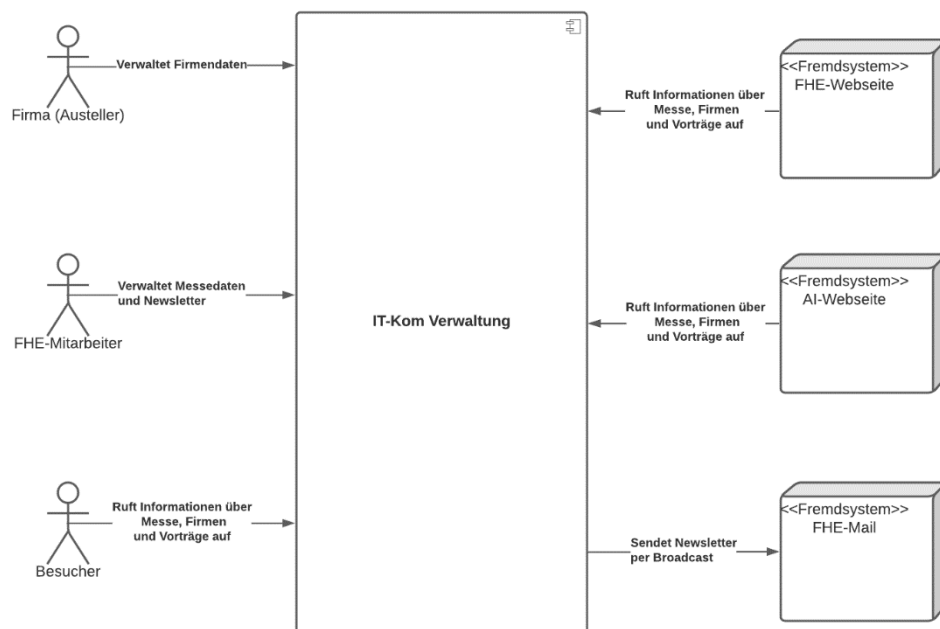 Verwaltet Firmendaten
Firma (Austeller)
Verwaltet Messedaten
und Newsletter
FHE-Mitarbeiter
Ruft Informationen über
Messe, Firmen
und Vorträge auf
Besucher
IT-Kom Verwaltung
Ruft Informationen über
Messe, Firmen
und Vorträge auf
<<Fremdsystem>>
FHE-Webseite
Ruft Informationen über
Messe, Firmen
und Vorträge auf
<<Fremdsystem>>
AI-Webseite
Sendet Newsletter
per Broadcast
<<Fremdsystem>>
FHE-Mail